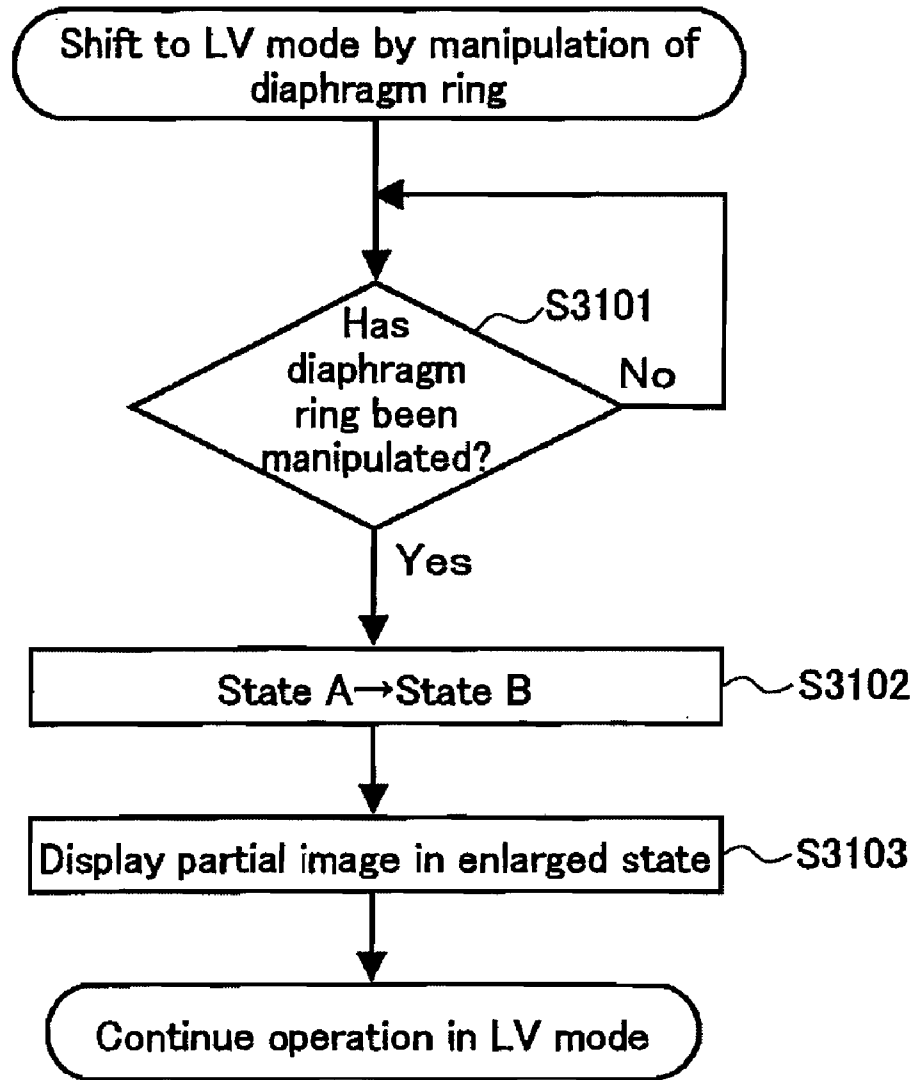 Shift to LV mode by manipulation of
diaphragm ring
S3101
Has
diaphragm
ring been
manipulated?
No
Yes
State A→State B
S3102
Display partial image in enlarged state
S3103
Continue operation in LV mode